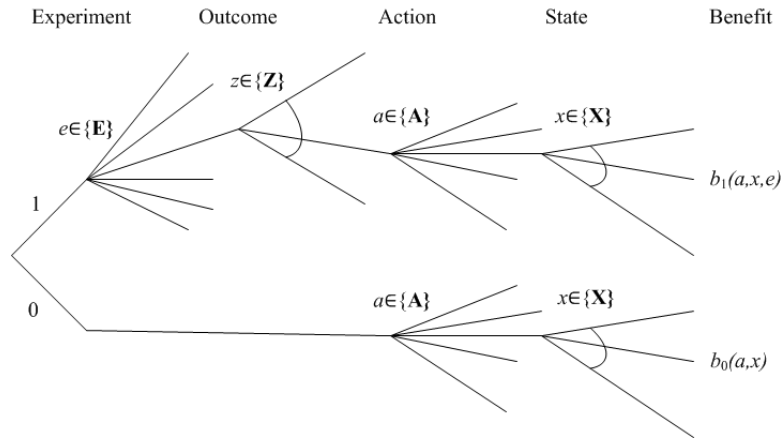 Experiment Outcome Action State Benefit
z∈{Z}
e∈{E} a∈{A} x∈{X}
b₁(a,x,e)
1
0 a∈{A} x∈{X}
b₀(a,x)